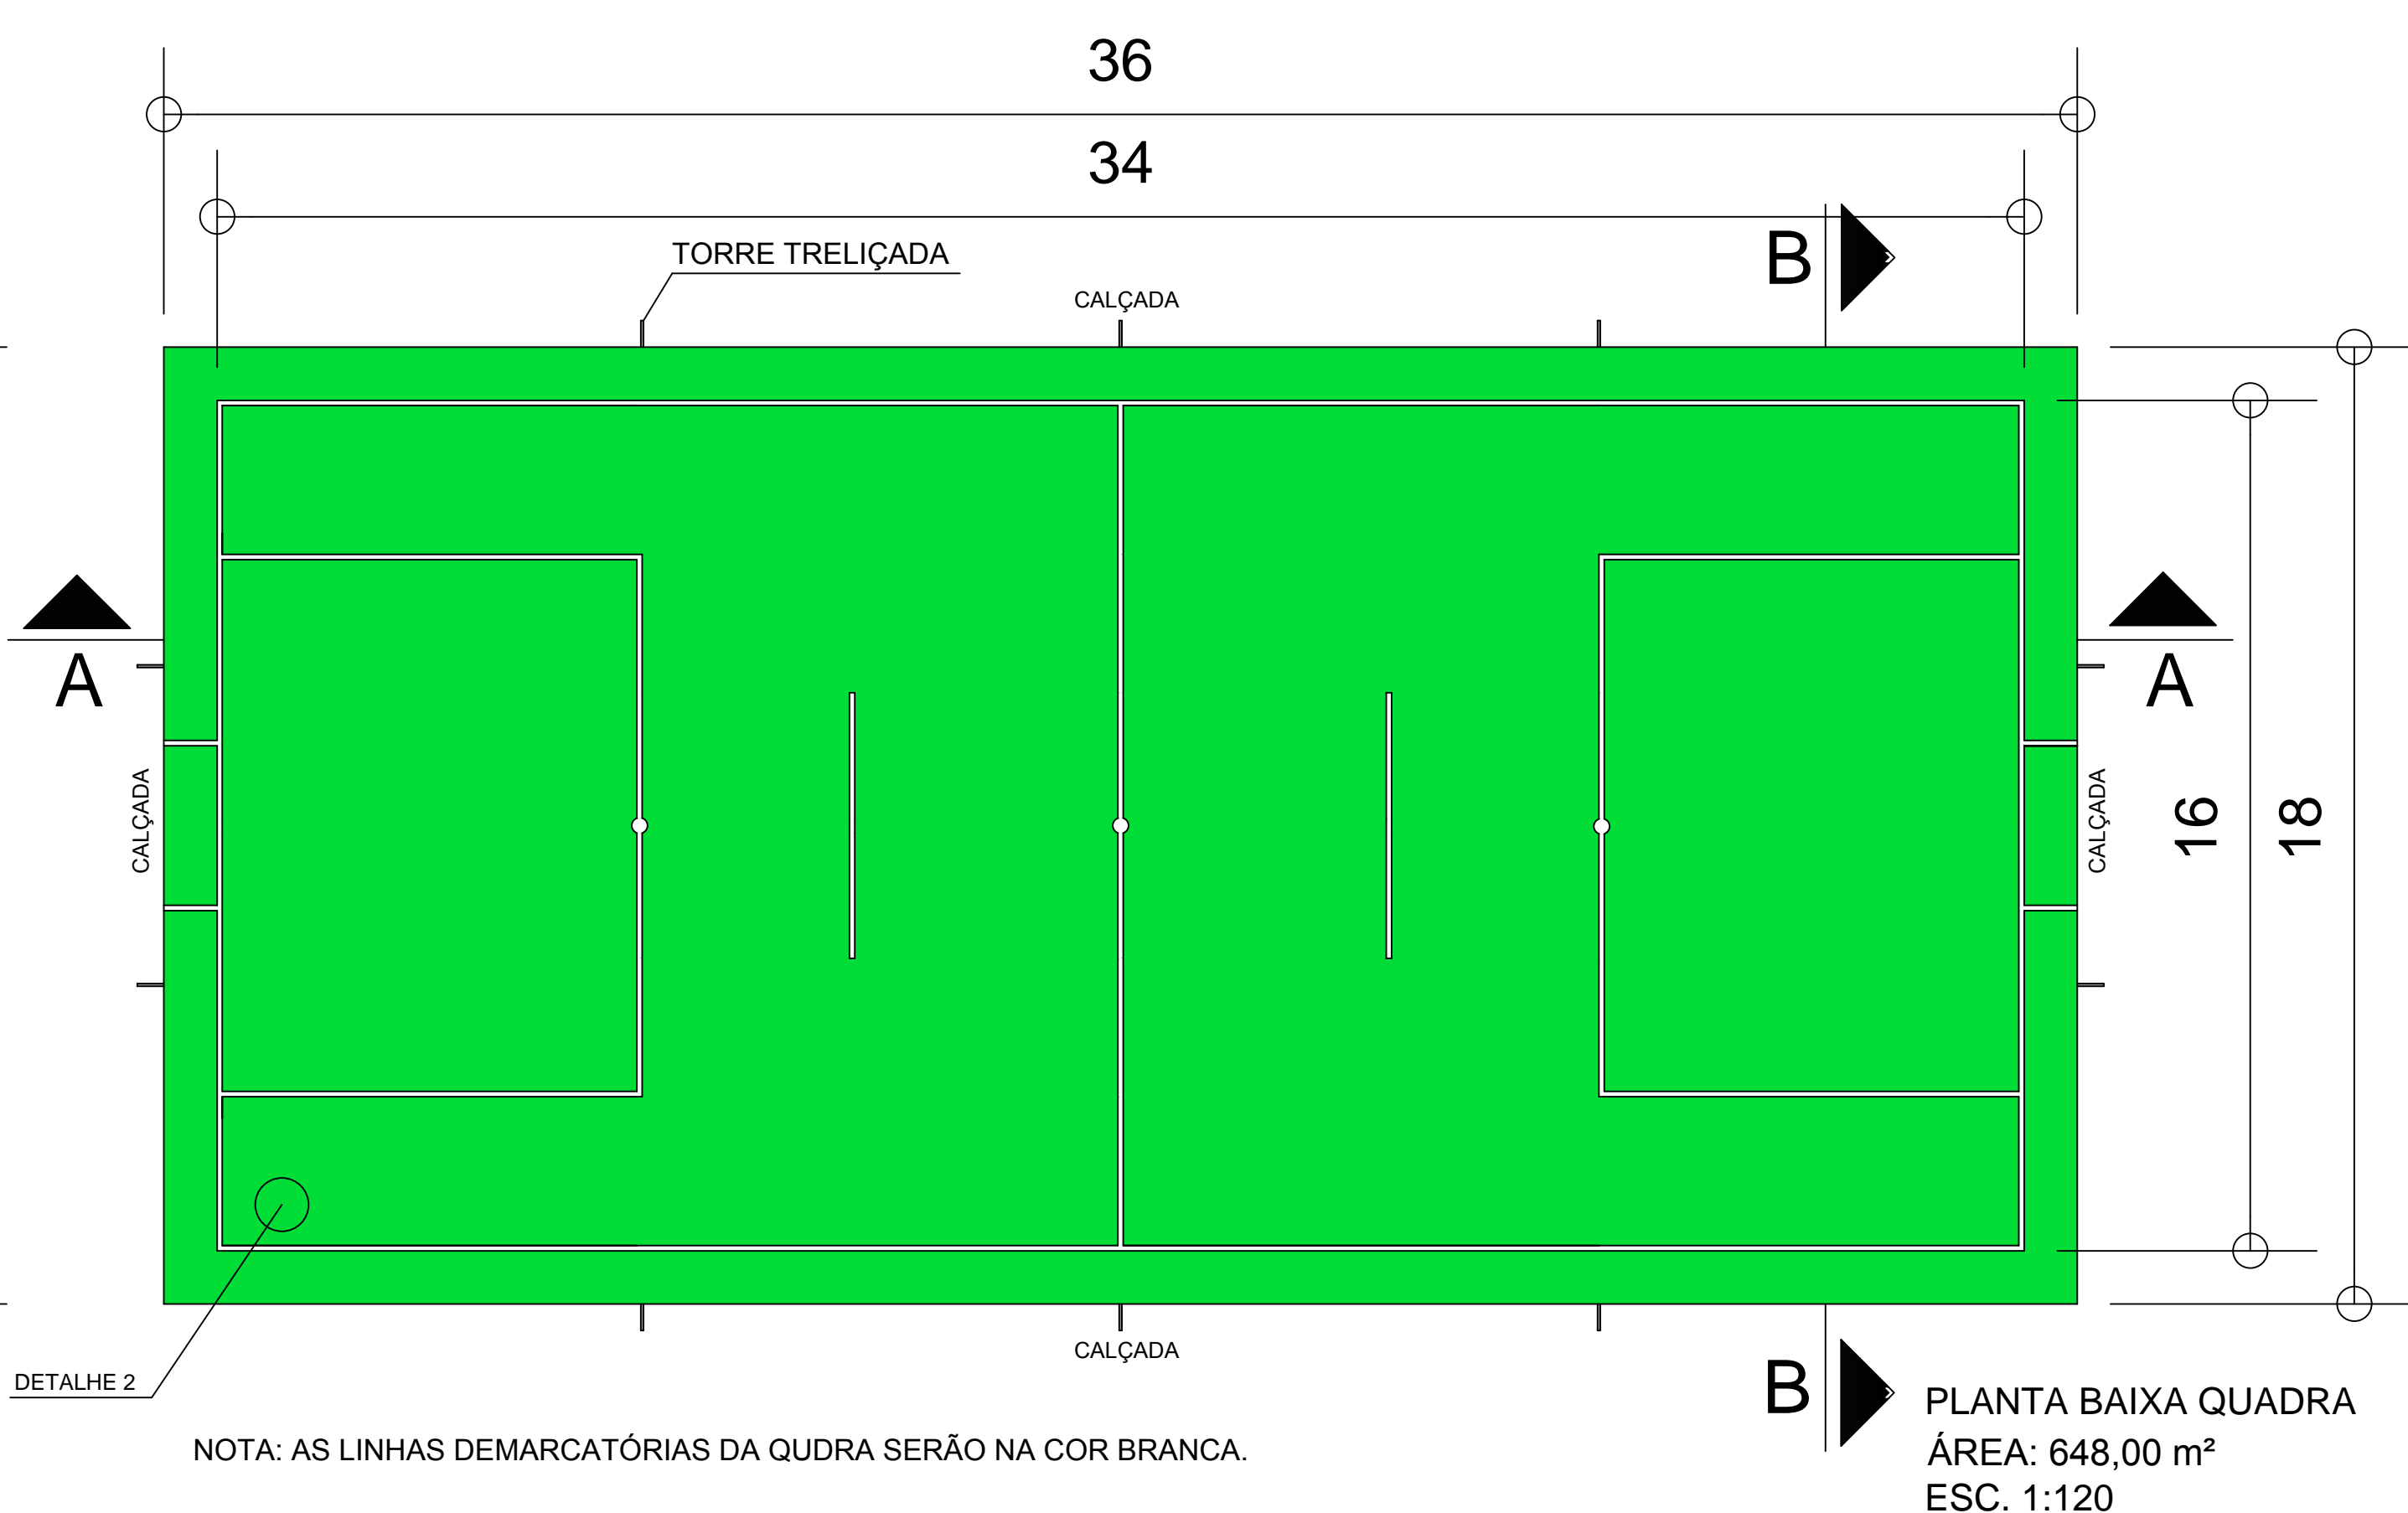 36
34
TORRE TRELIÇADA
B
CALÇADA
A
A
CALÇADA
CALÇADA
16
18
CALÇADA
DETALHE 2
B
PLANTA BAIXA QUADRA
NOTA: AS LINHAS DEMARCATÓRIAS DA QUDRA SERÃO NA COR BRANCA.
ÁREA: 648,00 m²
ESC. 1:120